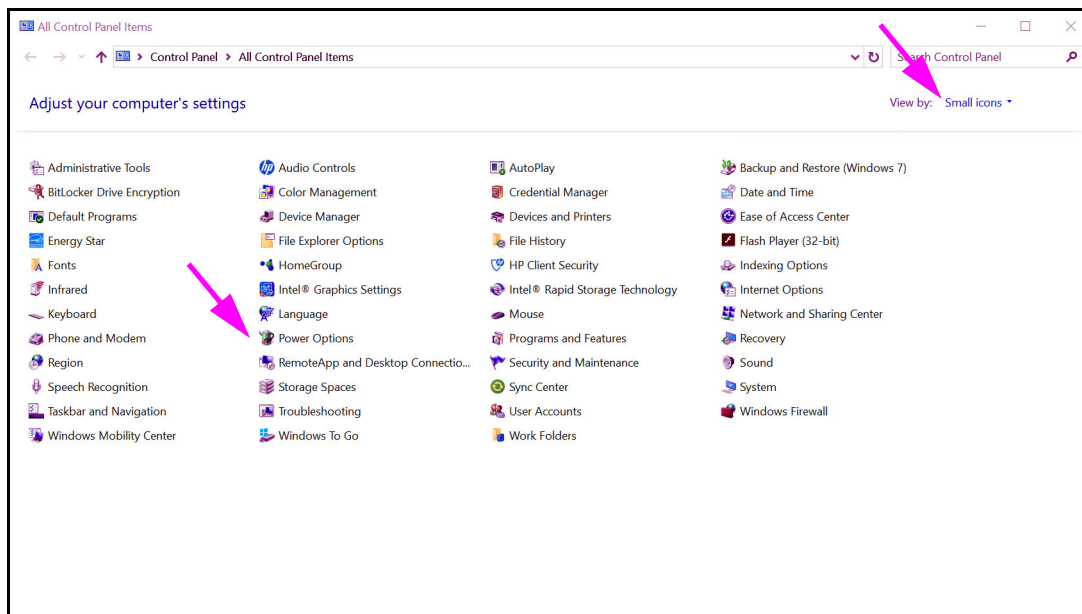 All Control Panel Items
Control Panel > All Control Panel Items
Search Control Panel
Adjust your computer's settings
View by: Small icons
Administrative Tools
Audio Controls
AutoPlay
Backup and Restore (Windows 7)
BitLocker Drive Encryption
Color Management
Credential Manager
Date and Time
Default Programs
Device Manager
Devices and Printers
Ease of Access Center
Energy Star
File Explorer Options
File History
Flash Player (32-bit)
Fonts
HomeGroup
HP Client Security
Indexing Options
Infrared
Intel® Graphics Settings
Intel® Rapid Storage Technology
Internet Options
Keyboard
Language
Mouse
Network and Sharing Center
Phone and Modem
Power Options
Programs and Features
Recovery
Region
RemoteApp and Desktop Connectio...
Security and Maintenance
Sound
Speech Recognition
Storage Spaces
Sync Center
System
Taskbar and Navigation
Troubleshooting
User Accounts
Windows Firewall
Windows Mobility Center
Windows To Go
Work Folders